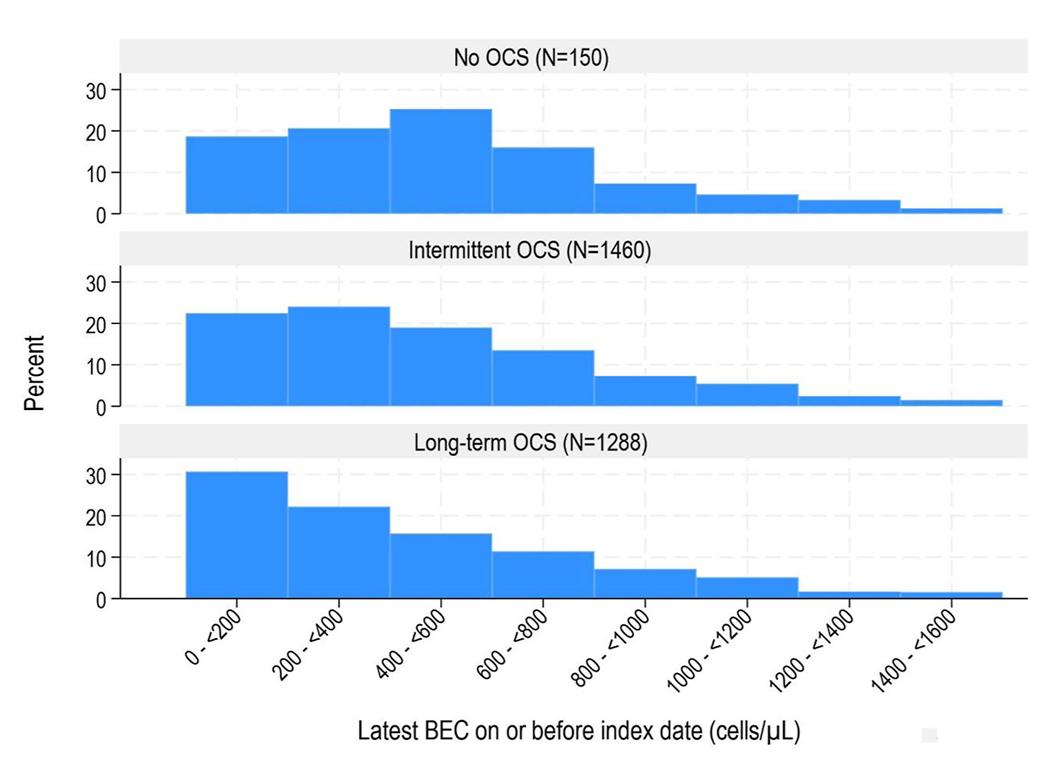 No OCS (N=150)
30
20
10
0
Intermittent OCS (N=1460)
30
20
10
0
Percent
Long-term OCS (N=1288)
30
20
10
0
0 - <200
200 - <400
400 - <600
600 - <800
800 - <1000
1000 - <1200
1200 - <1400
1400 - <1600
Latest BEC on or before index date (cells/µL)